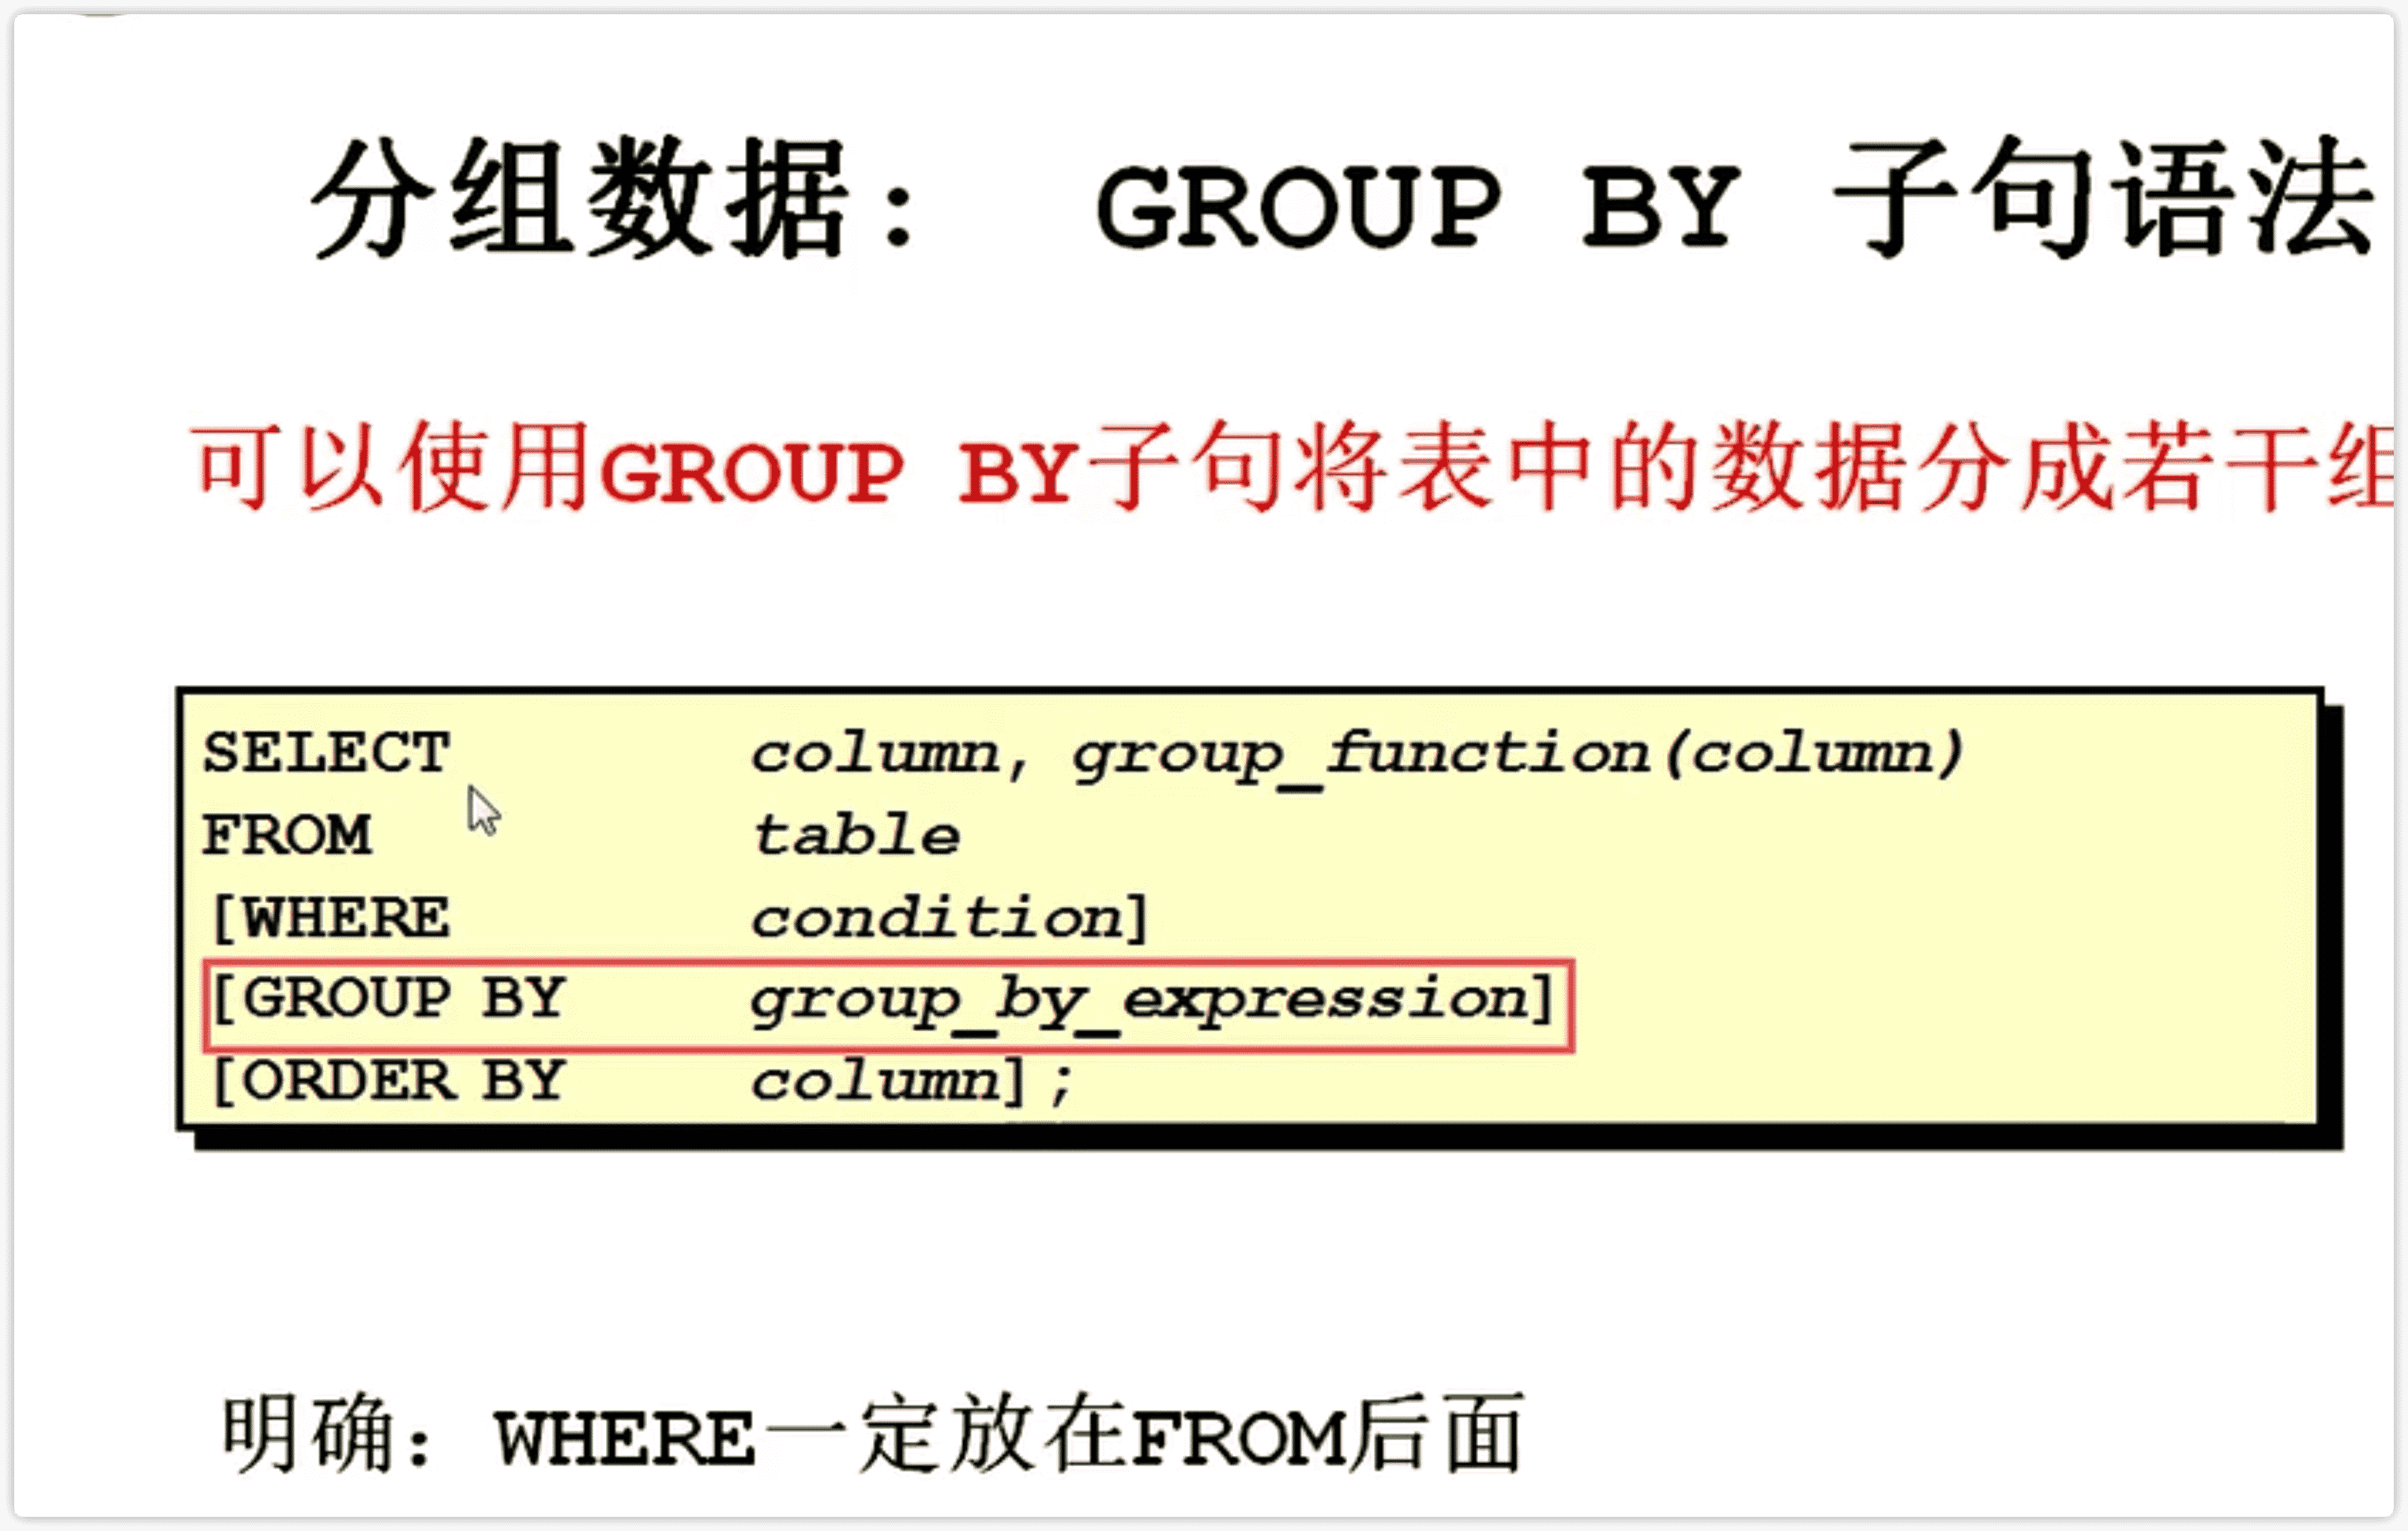 分组数据： GROUP BY 子句语法
可以使用GROUP BY子句将表中的数据分成若干组
SELECT column, group_function(column)
FROM table
[WHERE condition]
[GROUP BY group_by_expression]
[ORDER BY column];
明确：WHERE一定放在FROM后面